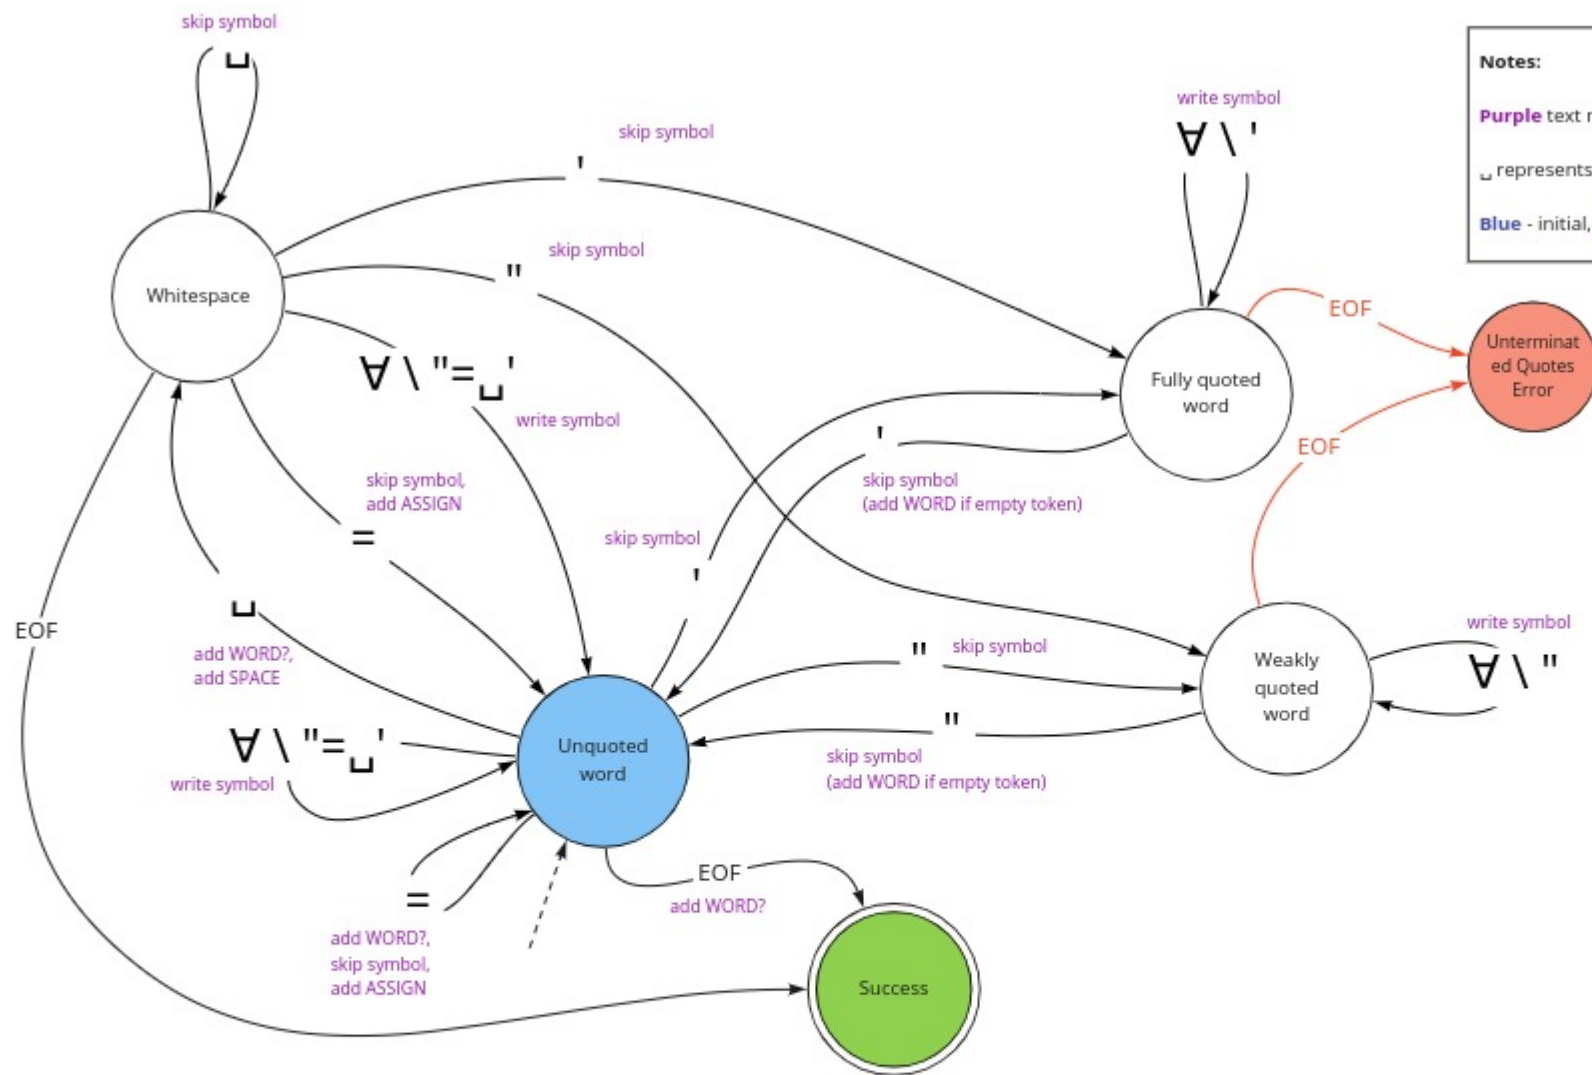 skip symbol
␣
Notes:
write symbol
Purple text
∀ \ '
skip symbol
'
␣ represents
Blue - initial,
skip symbol
"
Whitespace
EOF
Unterminat
ed Quotes
Error
∀ \ "=␣'
write symbol
Fully quoted
word
'
skip symbol
(add WORD if empty token)
EOF
skip symbol,
add ASSIGN
=
skip symbol
'
␣
EOF
add WORD?,
add SPACE
" skip symbol
Weakly
quoted
word
write symbol
∀ \ "
∀ \ "=␣'
write symbol
Unquoted
word
"
skip symbol
(add WORD if empty token)
=
add WORD?,
skip symbol,
add ASSIGN
EOF
add WORD?
Success